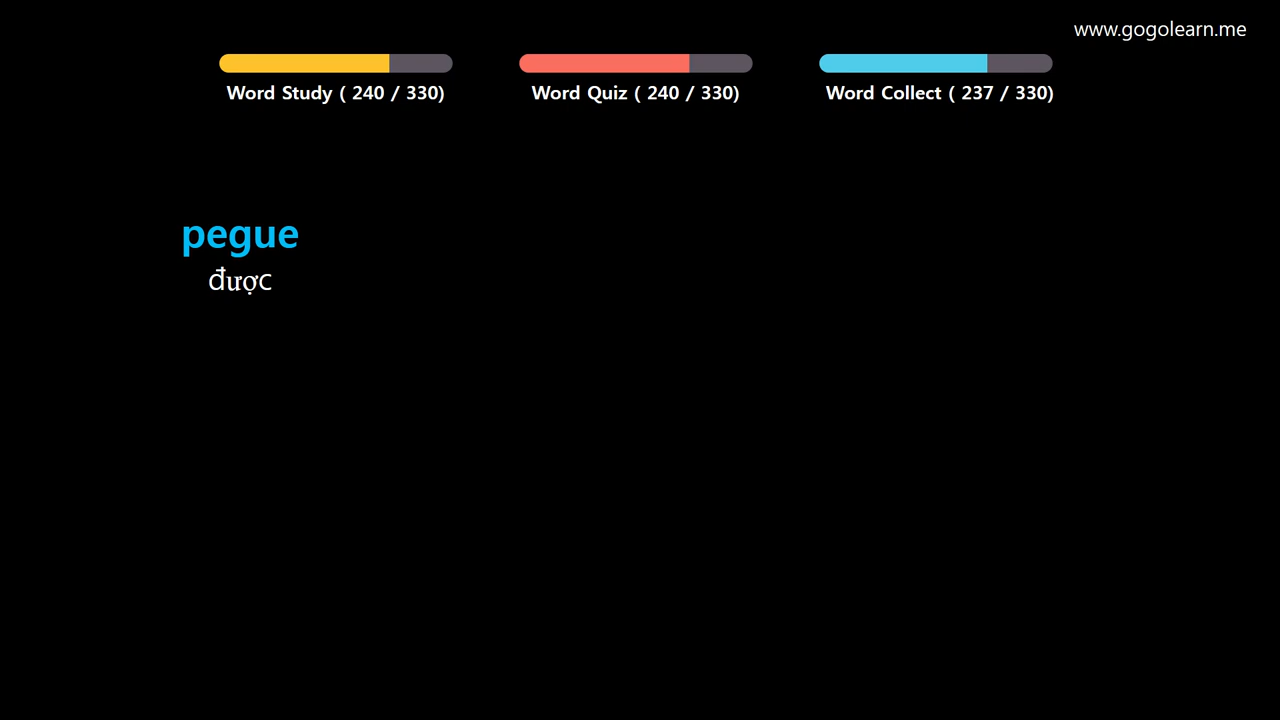 www.gogolearn.me
Word Study ( 240 / 330)
Word Quiz ( 240 / 330)
Word Collect ( 237 / 330)
pegue
được